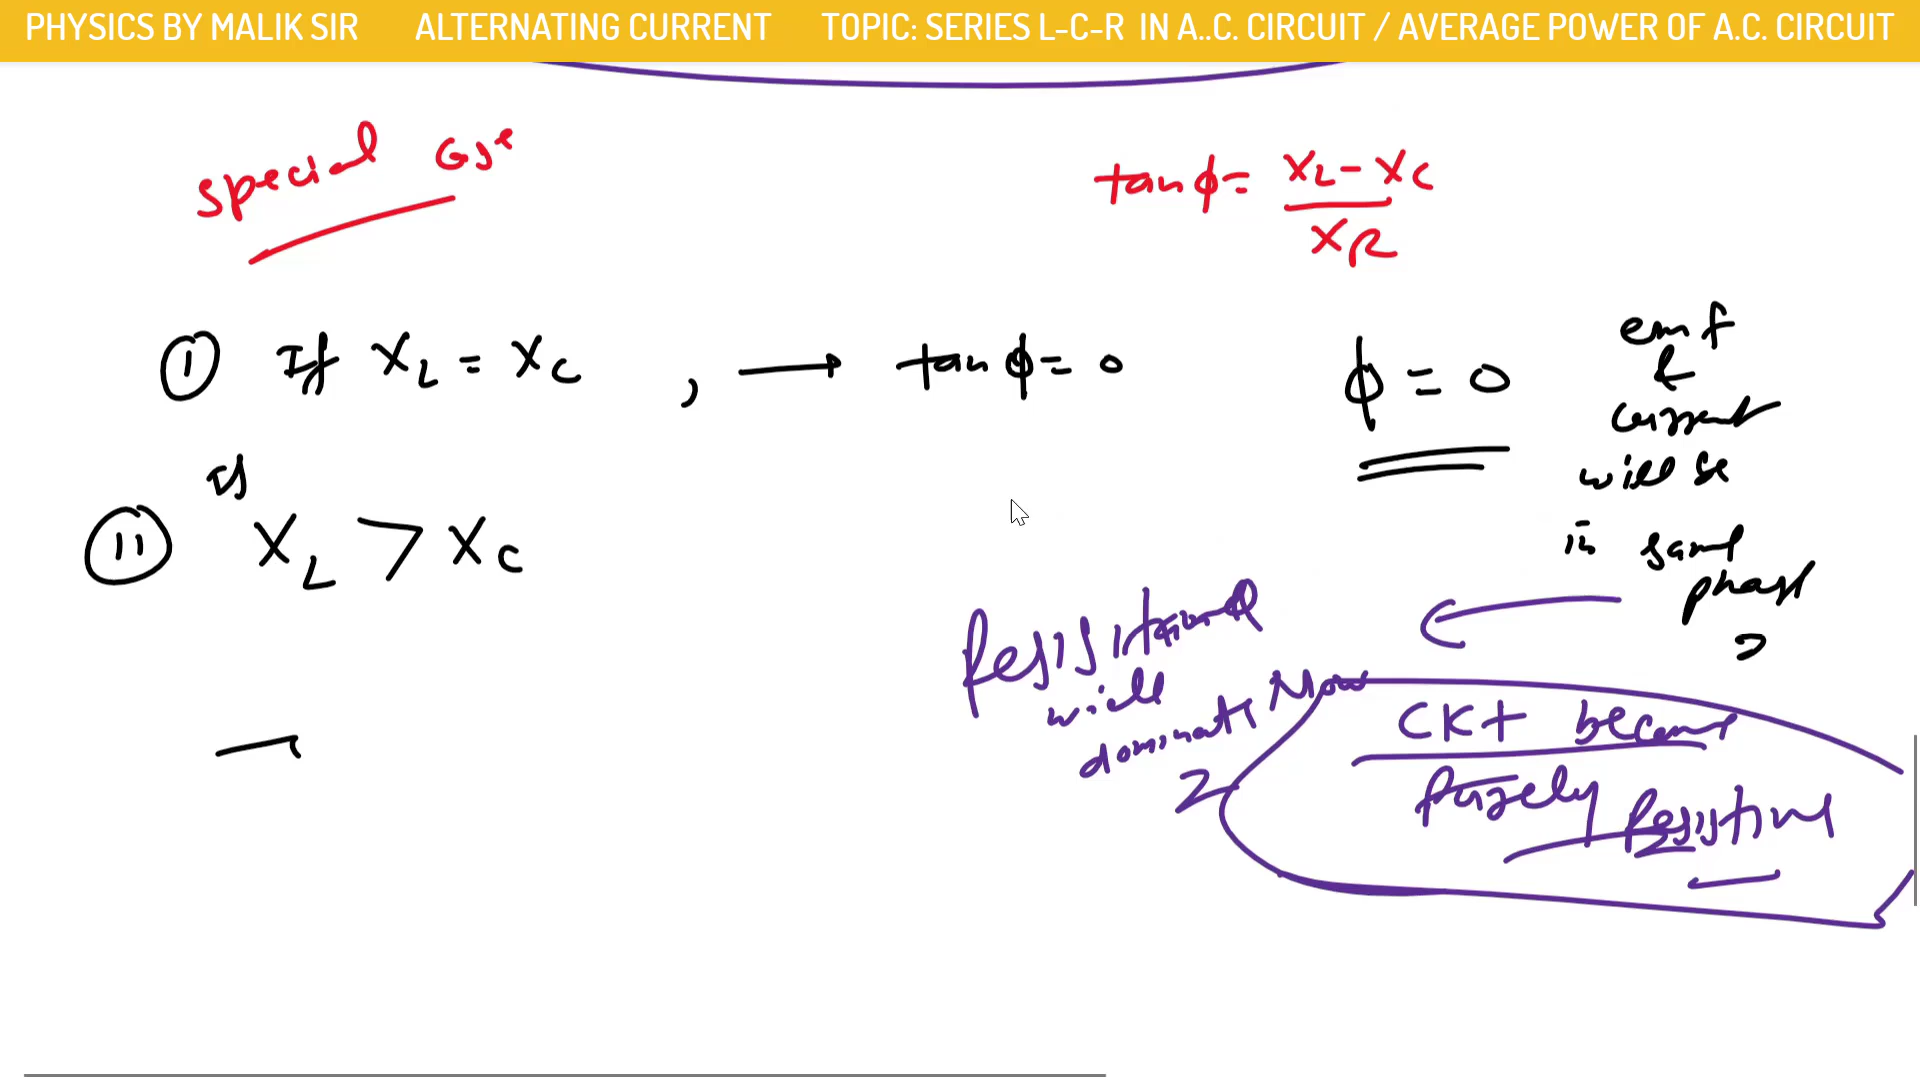 PHYSICS BY MALIK SIR ALTERNATING CURRENT TOPIC: SERIES L-C-R IN A..C. CIRCUIT / AVERAGE POWER OF A.C. CIRCUIT
special Case
tanφ = XL - XC / XR
① If XL = XC , → tanφ = 0 φ = 0
emf
&
current
will be
in same
phase
If
② XL > XC
Resistance
will
dominate Now
CKT become
purely Resistive